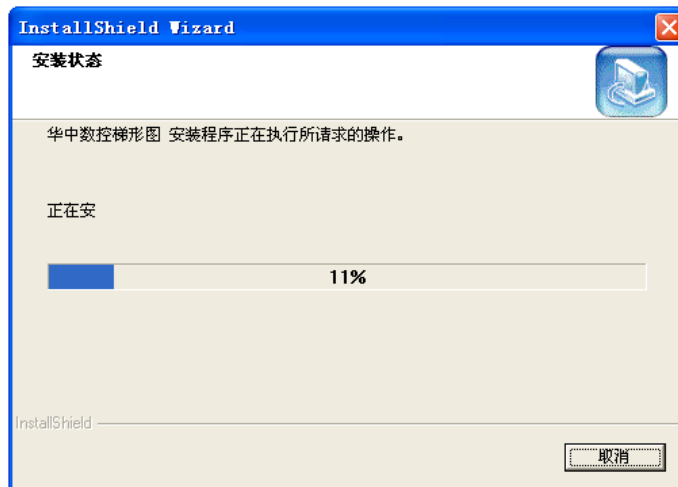 InstallShield Wizard
安装状态
华中数控梯形图 安装程序正在执行所请求的操作。
正在安
11%
InstallShield
取消